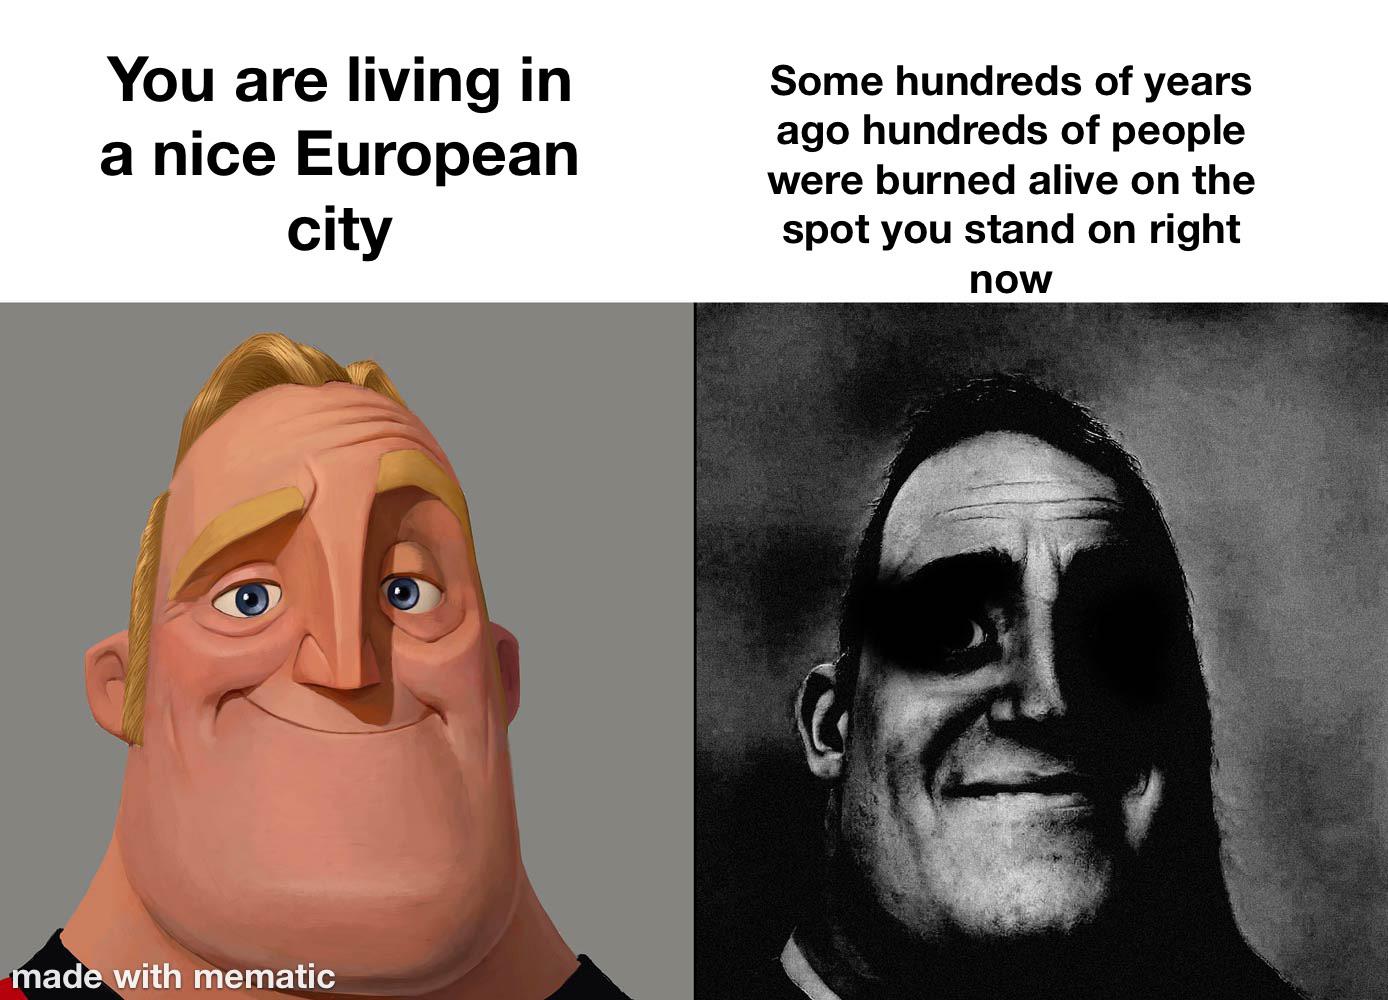 You are living in
a nice European
city
Some hundreds of years
ago hundreds of people
were burned alive on the
spot you stand on right
now
made with mematic